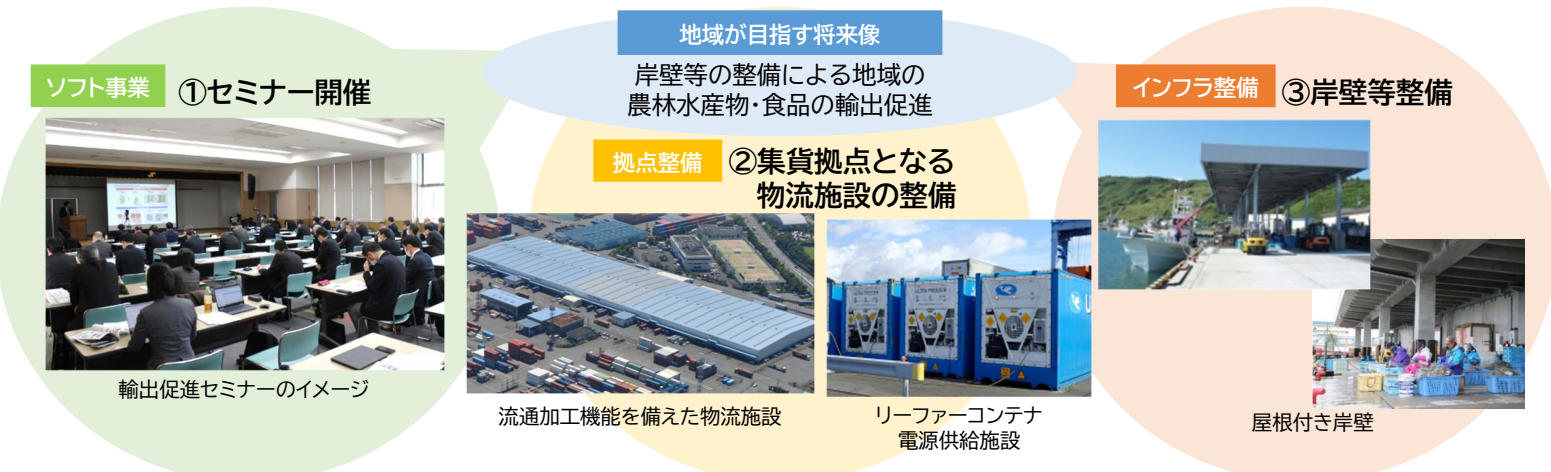 地域が目指す将来像
岸壁等の整備による地域の
農林水産物・食品の輸出促進
ソフト事業
①セミナー開催
輸出促進セミナーのイメージ
拠点整備
②集貨拠点となる
物流施設の整備
流通加工機能を備えた物流施設
リーファーコンテナ
電源供給施設
インフラ整備
③岸壁等整備
屋根付き岸壁